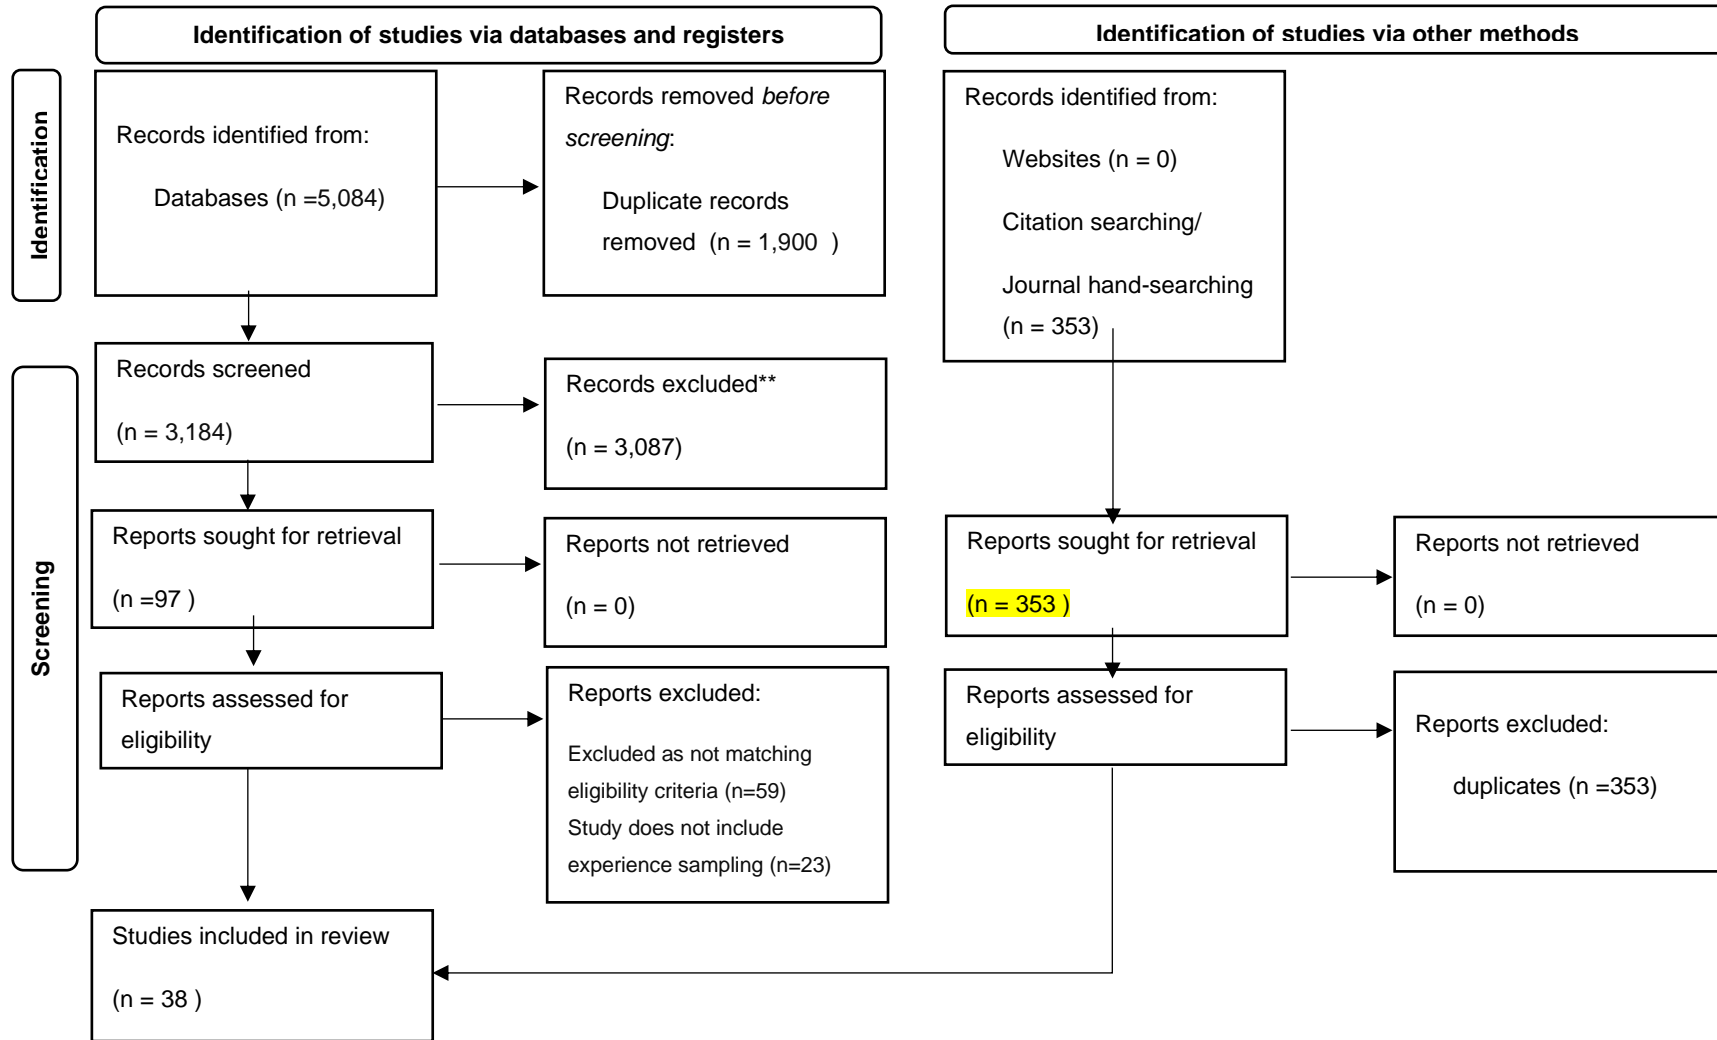 Identification of studies via databases and registers
Identification of studies via other methods
Identification
Records identified from:
Databases (n =5,084)
Records removed before
screening:
Duplicate records
removed  (n = 1,900  )
Records identified from:
Websites (n = 0)
Citation searching/
Journal hand-searching
(n = 353)
Screening
Records screened
(n = 3,184)
Records excluded**
(n = 3,087)
Reports sought for retrieval
(n =97 )
Reports not retrieved
(n = 0)
Reports sought for retrieval
(n = 353 )
Reports not retrieved
(n = 0)
Reports assessed for
eligibility
Reports excluded:
Excluded as not matching
eligibility criteria (n=59)
Study does not include
experience sampling (n=23)
Reports assessed for
eligibility
Reports excluded:
duplicates (n =353)
Studies included in review
(n = 38 )